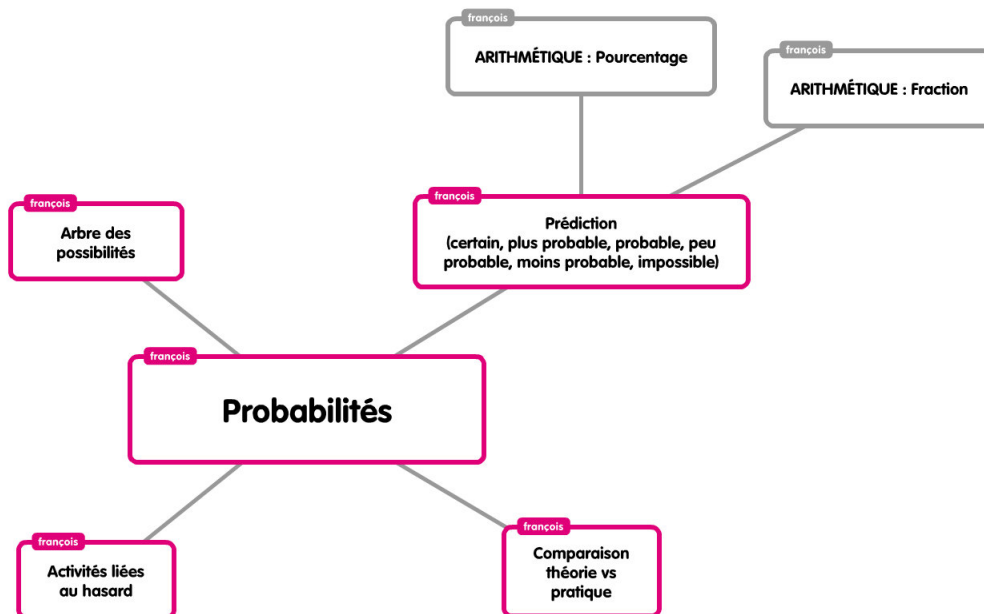 françois
ARITHMÉTIQUE : Pourcentage
françois
ARITHMÉTIQUE : Fraction
françois
Arbre des
possibilités
françois
Prédiction
(certain, plus probable, probable, peu
probable, moins probable, impossible)
françois
Probabilités
françois
Activités liées
au hasard
françois
Comparaison
théorie vs
pratique